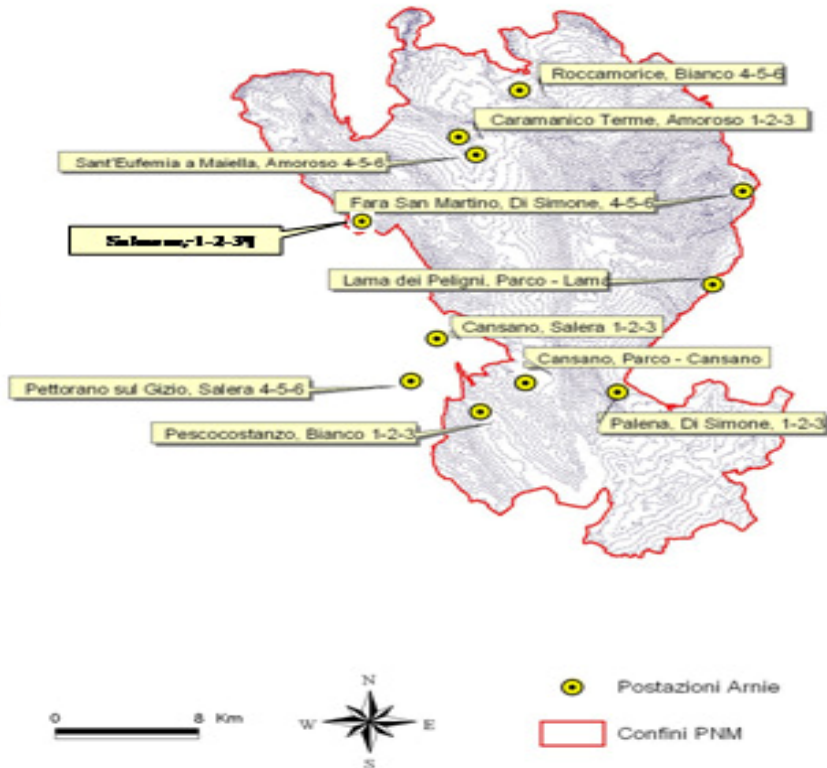 Roccamorice, Bianco 4-5-6
Caramanico Terme, Amoroso 1-2-3
Sant'Eufemia a Maiella, Amoroso 4-5-6
Fara San Martino, Di Simone, 4-5-6
1-2-3¶
Lama dei Peligni, Parco - Lama
Cansano, Salera 1-2-3
Cansano, Parco - Cansano
Pettorano sul Gizio, Salera 4-5-6
Pescocostanzo, Bianco 1-2-3
Palena, Di Simone, 1-2-3
N
W E
S
0 8 Km
Postazioni Arnie
Confini PNM